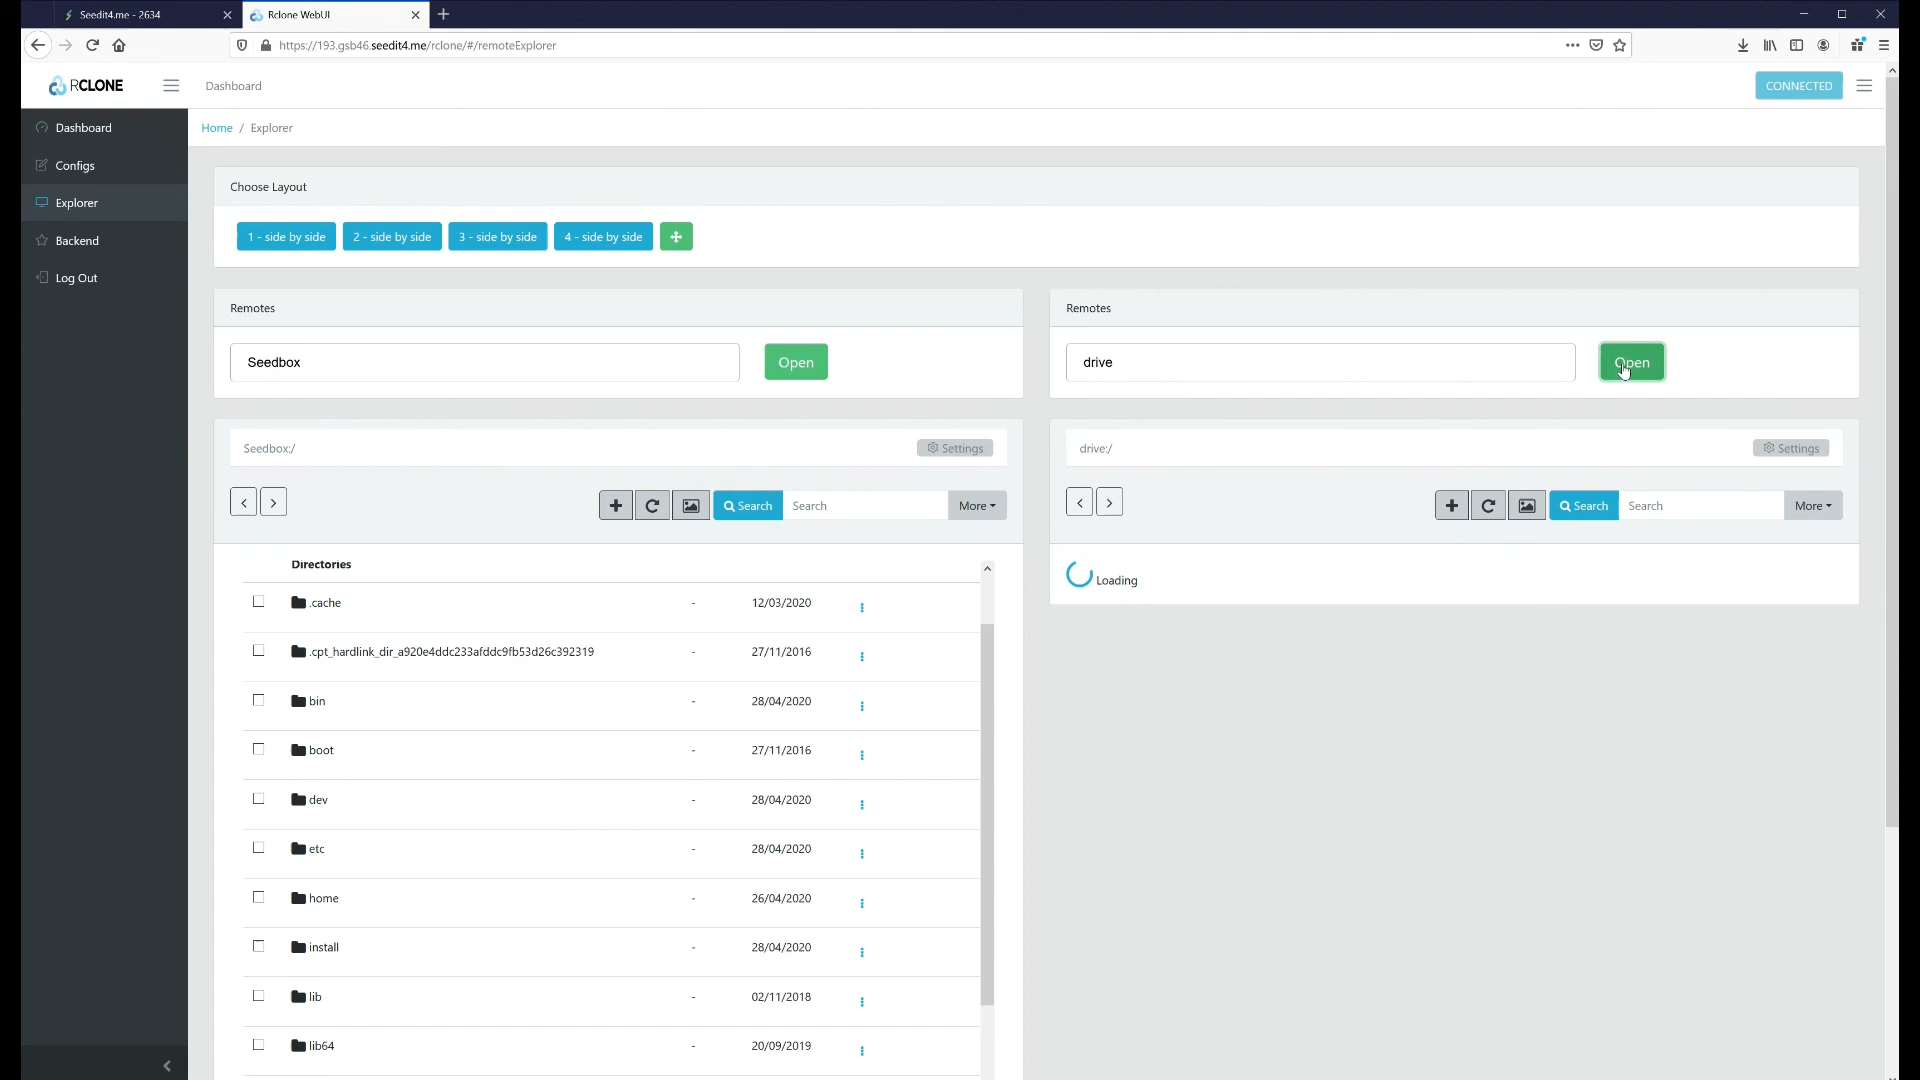 Seedit4.me - 2634
Rclone WebUI
https://193.gsb46.seedit4.me/rclone/#/remoteExplorer
RCLONE
Dashboard
CONNECTED
Dashboard
Configs
Explorer
Backend
Log Out
Home / Explorer
Choose Layout
1 - side by side
2 - side by side
3 - side by side
4 - side by side
Remotes
Seedbox
Open
Seedbox:/
Settings
Search
Search
More
Directories
.cache - 12/03/2020
.cpt_hardlink_dir_a920e4ddc233afddc9fb53d26c392319 - 27/11/2016
bin - 28/04/2020
boot - 27/11/2016
dev - 28/04/2020
etc - 28/04/2020
home - 26/04/2020
install - 28/04/2020
lib - 02/11/2018
lib64 - 20/09/2019
Remotes
drive
Open
drive:/
Settings
Search
Search
More
Loading